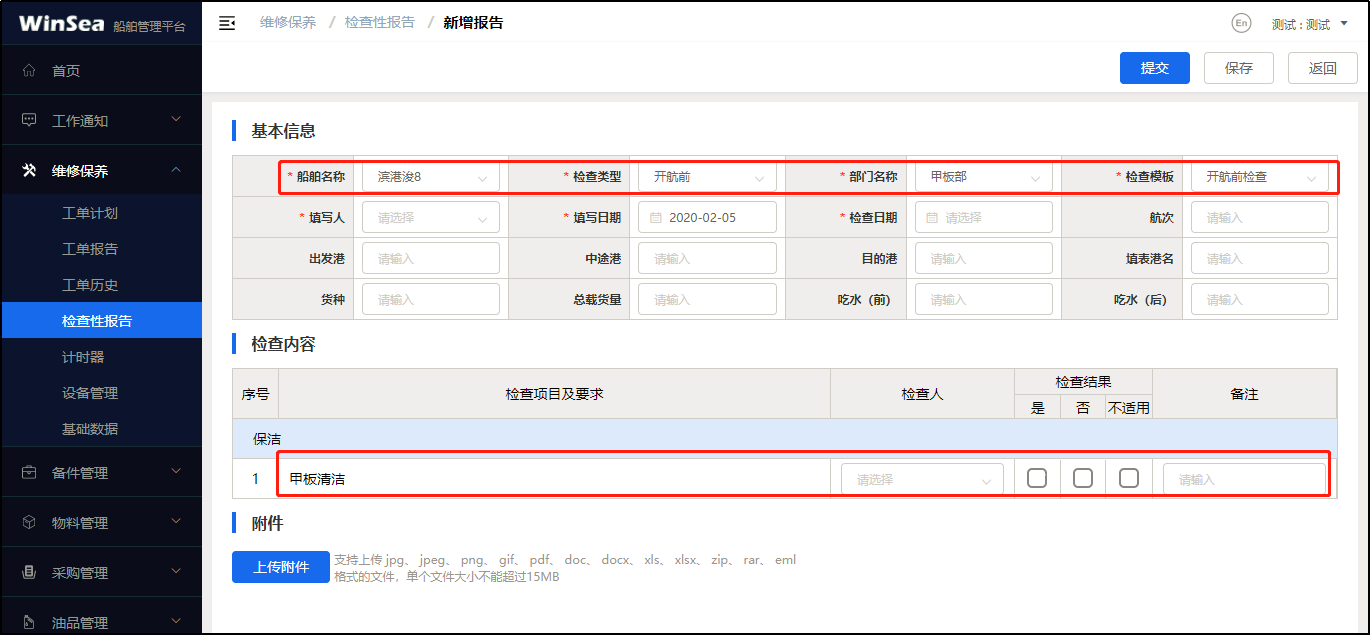 WinSea 船舶管理平台
维修保养 / 检查性报告 / 新增报告
En 测试 : 测试
首页
工作通知
维修保养
工单计划
工单报告
工单历史
检查性报告
计时器
设备管理
基础数据
备件管理
物料管理
采购管理
油品管理
提交 保存 返回
基本信息
* 船舶名称 滨港浚8 * 检查类型 开航前 * 部门名称 甲板部 * 检查模板 开航前检查
* 填写人 请选择 * 填写日期 2020-02-05 * 检查日期 请选择 航次 请输入
出发港 请输入 中途港 请输入 目的港 请输入 填表港名 请输入
货种 请输入 总载货量 请输入 吃水（前） 请输入 吃水（后） 请输入
检查内容
序号 检查项目及要求 检查人 检查结果 备注
是 否 不适用
保洁
1 甲板清洁 请选择 请输入
附件
上传附件
支持上传 jpg、 jpeg、 png、 gif、 pdf、 doc、 docx、 xls、 xlsx、 zip、 rar、 eml
格式的文件，单个文件大小不能超过15MB